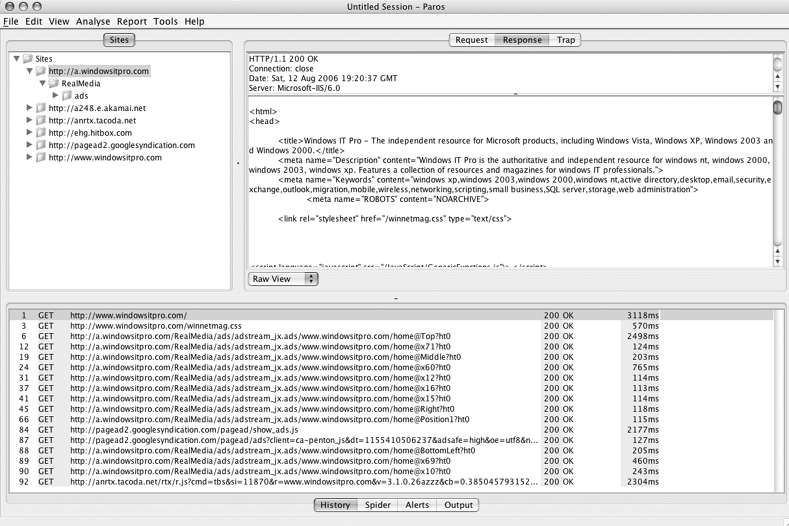 Untitled Session - Paros
File Edit View Analyse Report Tools Help
Sites
Sites
http://a.windowsitpro.com
RealMedia
ads
http://a248.e.akamai.net
http://anrtx.tacoda.net
http://ehg.hitbox.com
http://pagead2.googlesyndication.com
http://www.windowsitpro.com
Request Response Trap
HTTP/1.1 200 OK
Connection: close
Date: Sat, 12 Aug 2006 19:20:37 GMT
Server: Microsoft-IIS/6.0
<html>
<head>
<title>Windows IT Pro - The independent resource for Microsoft products, including Windows Vista, Windows XP, Windows 2003 an
d Windows 2000.</title>
<meta name="Description" content="Windows IT Pro is the authoritative and independent resource for windows nt, windows 2000,
windows 2003, windows xp. Features a collection of resources and magazines for windows IT professionals.">
<meta name="Keywords" content="windows xp,windows 2003,windows 2000,windows nt,active directory,desktop,email,security,e
xchange,outlook,migration,mobile,wireless,networking,scripting,small business,SQL server,storage,web administration">
<meta name="ROBOTS" content="NOARCHIVE">
<link rel="stylesheet" href="/winnetmag.css" type="text/css">
<script language="javascript" src="/JavaScript/GenericFunctions.js"></script>
Raw View
1 GET http://www.windowsitpro.com/ 200 OK 3118ms
3 GET http://www.windowsitpro.com/winnetmag.css 200 OK 570ms
6 GET http://a.windowsitpro.com/RealMedia/ads/adstream_jx.ads/www.windowsitpro.com/home@Top?ht0 200 OK 2498ms
12 GET http://a.windowsitpro.com/RealMedia/ads/adstream_jx.ads/www.windowsitpro.com/home@x71?ht0 200 OK 124ms
19 GET http://a.windowsitpro.com/RealMedia/ads/adstream_jx.ads/www.windowsitpro.com/home@Middle?ht0 200 OK 203ms
24 GET http://a.windowsitpro.com/RealMedia/ads/adstream_jx.ads/www.windowsitpro.com/home@x60?ht0 200 OK 765ms
31 GET http://a.windowsitpro.com/RealMedia/ads/adstream_jx.ads/www.windowsitpro.com/home@x12?ht0 200 OK 114ms
37 GET http://a.windowsitpro.com/RealMedia/ads/adstream_jx.ads/www.windowsitpro.com/home@x16?ht0 200 OK 113ms
41 GET http://a.windowsitpro.com/RealMedia/ads/adstream_jx.ads/www.windowsitpro.com/home@x15?ht0 200 OK 114ms
45 GET http://a.windowsitpro.com/RealMedia/ads/adstream_jx.ads/www.windowsitpro.com/home@Right?ht0 200 OK 118ms
66 GET http://a.windowsitpro.com/RealMedia/ads/adstream_jx.ads/www.windowsitpro.com/home@Position1?ht0 200 OK 115ms
84 GET http://pagead2.googlesyndication.com/pagead/show_ads.js 200 OK 2177ms
87 GET http://pagead2.googlesyndication.com/pagead/ads?client=ca-penton_js&dt=1155410506237&adsafe=high&oe=utf8&n... 200 OK 127ms
88 GET http://a.windowsitpro.com/RealMedia/ads/adstream_jx.ads/www.windowsitpro.com/home@BottomLeft?ht0 200 OK 205ms
89 GET http://a.windowsitpro.com/RealMedia/ads/adstream_jx.ads/www.windowsitpro.com/home@x69?ht0 200 OK 460ms
90 GET http://a.windowsitpro.com/RealMedia/ads/adstream_jx.ads/www.windowsitpro.com/home@x10?ht0 200 OK 243ms
92 GET http://anrtx.tacoda.net/rtx/r.js?cmd=tbs&si=11870&r=www.windowsitpro.com&v=3.1.0.26azzz&cb=0.385045793152... 200 OK 2304ms
History Spider Alerts Output